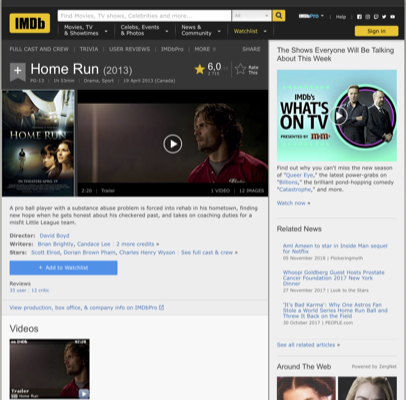 IMDb
Find Movies, TV shows, Celebrities and more...
All
IMDbPro
Help
Movies, TV
& Showtimes
Celebs, Events
& Photos
News &
Community
Watchlist
Sign in
FULL CAST AND CREW | TRIVIA | USER REVIEWS | IMDbPro | MORE
SHARE
Home Run (2013)
PG-13 | 1h 53min | Drama, Sport | 19 April 2013 (Canada)
6,0
Rate
This
HOME RUN
2:20 | Trailer
1 VIDEO | 12 IMAGES
A pro ball player with a substance abuse problem is forced into rehab in his hometown, finding
new hope when he gets honest about his checkered past, and takes on coaching duties for a
misfit Little League team.
Director: David Boyd
Writers: Brian Brightly, Candace Lee | 2 more credits »
Stars: Scott Elrod, Dorian Brown Pham, Charles Henry Wyson | See full cast & crew »
+ Add to Watchlist
Reviews
33 user | 12 critic
View production, box office, & company info on IMDbPro
Videos
Trailer
Home Run
The Shows Everyone Will Be Talking
About This Week
IMDb's
WHAT'S
ON TV
PRESENTED BY
Find out why you can't miss the new season
of "Queer Eye," the latest power-grabs on
"Billions," the brilliant pond-hopping comedy
"Catastrophe," and more.
Watch now »
Related News
Ami Ameen to star in Inside Man sequel
for Netflix
05 November 2018 | Flickeringmyth
Whoopi Goldberg Guest Hosts Prostate
Cancer Foundation 2017 New York
Dinner
27 November 2017 | Look to the Stars
'It's Bad Karma': Why One Astros Fan
Stole a World Series Home Run Ball and
Threw It Back on the Field
30 October 2017 | PEOPLE.com
See all related articles »
Around The Web
Powered by ZergNet